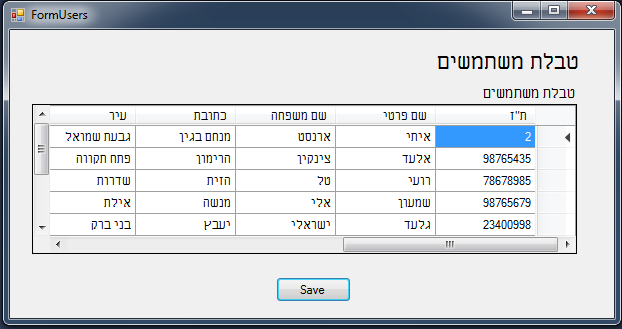 FormUsers
טבלת משתמשים
טבלת משתמשים
ת"ז שם פרטי שם משפחה כתובת עיר
2 איתי ארנסט מנחם בגין גבעת שמואל
98765435 אלעד צינקין הרימון פתח תקווה
78678985 רועי טל הזית שדרות
98765679 שמעון אלי מנשה אילת
23400998 גלעד ישראלי יעבץ בני ברק
Save